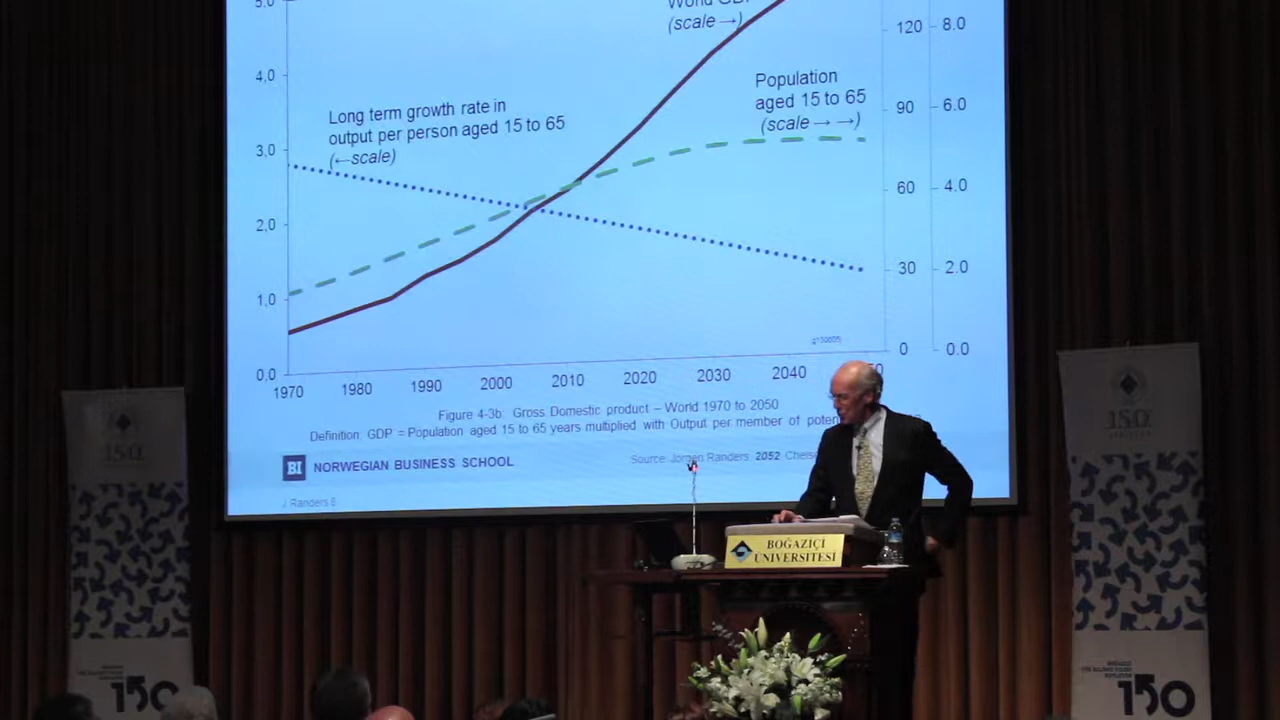 5,0
World GDP
(scale →)
120
8.0
4,0
Population
aged 15 to 65
(scale → →)
90
6.0
Long term growth rate in
output per person aged 15 to 65
(←scale)
3,0
60
4.0
2,0
30
2.0
1,0
0
0.0
0,0
1970
1980
1990
2000
2010
2020
2030
2040
Figure 4-3b: Gross Domestic product – World 1970 to 2050
Definition: GDP = Population aged 15 to 65 years multiplied with Output per member of
BI NORWEGIAN BUSINESS SCHOOL
Source: Jorgen Randers, 2052
J Randers 6
BOĞAZİÇİ
ÜNİVERSİTESİ
150
150
150
150